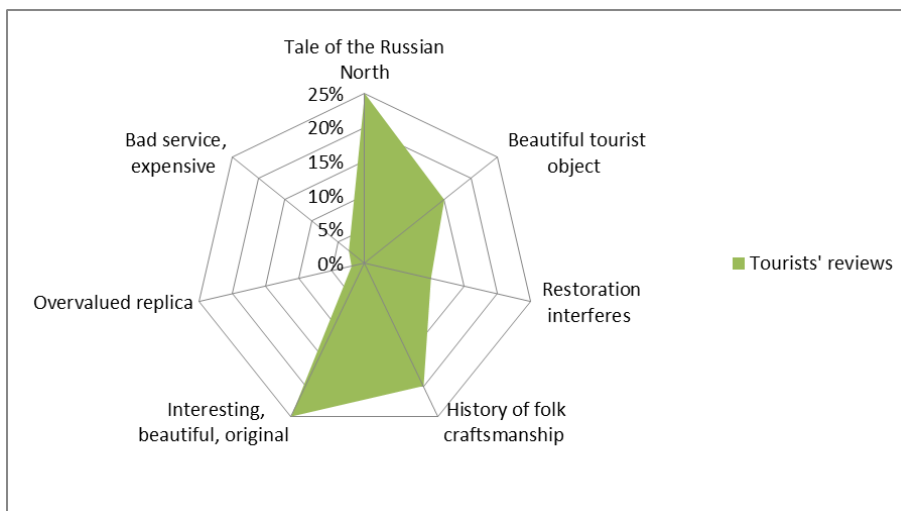 Tale of the Russian
North
25%
20%
15%
10%
5%
0%
Beautiful tourist
object
Restoration
interferes
History of folk
craftsmanship
Interesting,
beautiful, original
Overvalued replica
Bad service,
expensive
Tourists' reviews